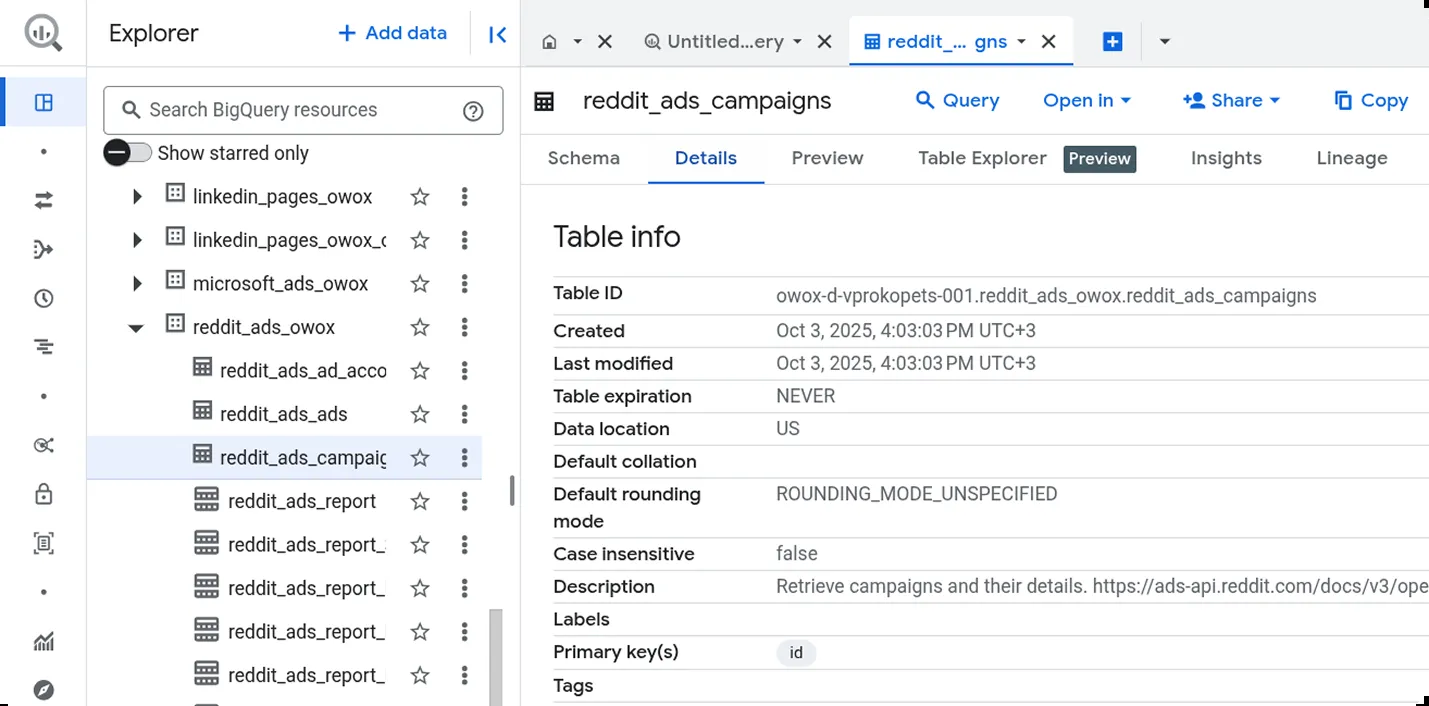 Explorer
+ Add data
Untitled...ery
reddit_... gns
Search BigQuery resources
reddit_ads_campaigns
Query
Open in
Share
Copy
Show starred only
Schema
Details
Preview
Table Explorer
Preview
Insights
Lineage
linkedin_pages_owox
linkedin_pages_owox_c
microsoft_ads_owox
reddit_ads_owox
reddit_ads_ad_acco
reddit_ads_ads
reddit_ads_campaig
reddit_ads_report
reddit_ads_report_
reddit_ads_report_
reddit_ads_report_
reddit_ads_report_
Table info
Table ID owox-d-vprokopets-001.reddit_ads_owox.reddit_ads_campaigns
Created Oct 3, 2025, 4:03:03 PM UTC+3
Last modified Oct 3, 2025, 4:03:03 PM UTC+3
Table expiration NEVER
Data location US
Default collation
Default rounding ROUNDING_MODE_UNSPECIFIED
mode
Case insensitive false
Description Retrieve campaigns and their details. https://ads-api.reddit.com/docs/v3/ope
Labels
Primary key(s) id
Tags